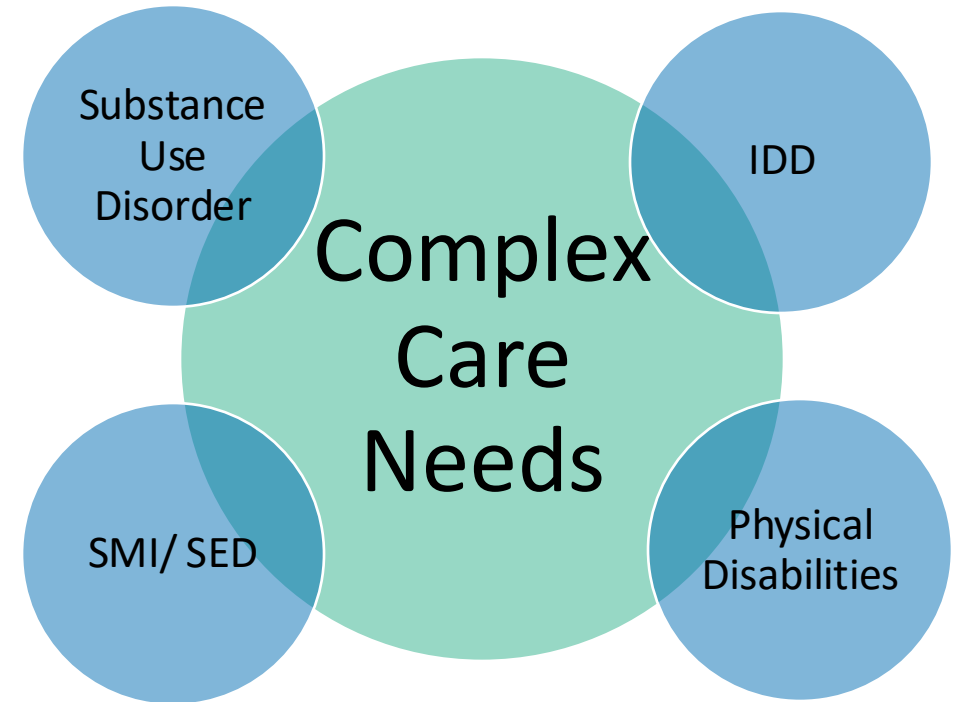 Substance
Use
Disorder
IDD
Complex
Care
Needs
SMI/ SED
Physical
Disabilities